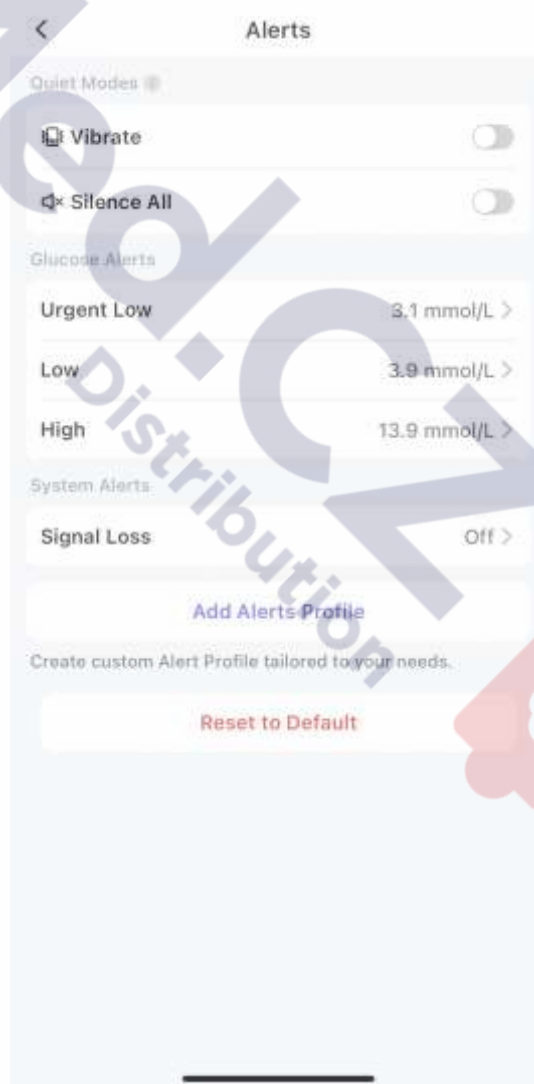 Alerts
Quiet Modes
Vibrate
Silence All
Glucose Alerts
Urgent Low 3.1 mmol/L
Low 3.9 mmol/L
High 13.9 mmol/L
System Alerts
Signal Loss Off
Add Alerts Profile
Create custom Alert Profile tailored to your needs.
Reset to Default
ed.CZ
Distribution